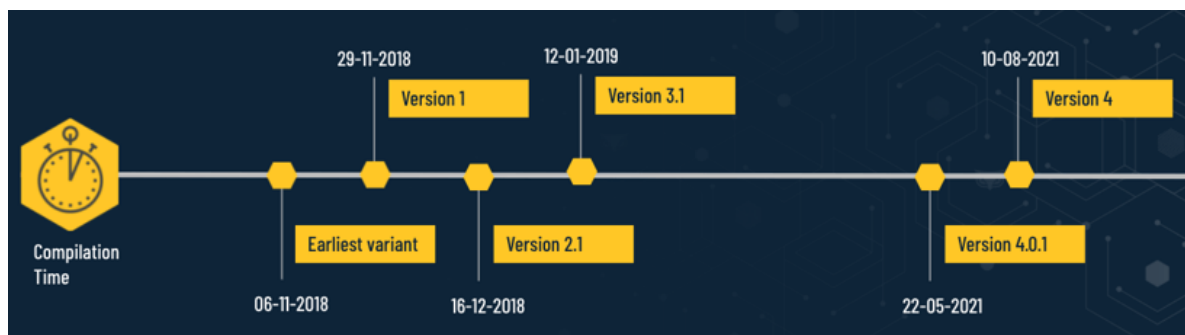 29-11-2018
Version 1
12-01-2019
Version 3.1
10-08-2021
Version 4
Compilation
Time
Earliest variant
06-11-2018
Version 2.1
16-12-2018
Version 4.0.1
22-05-2021